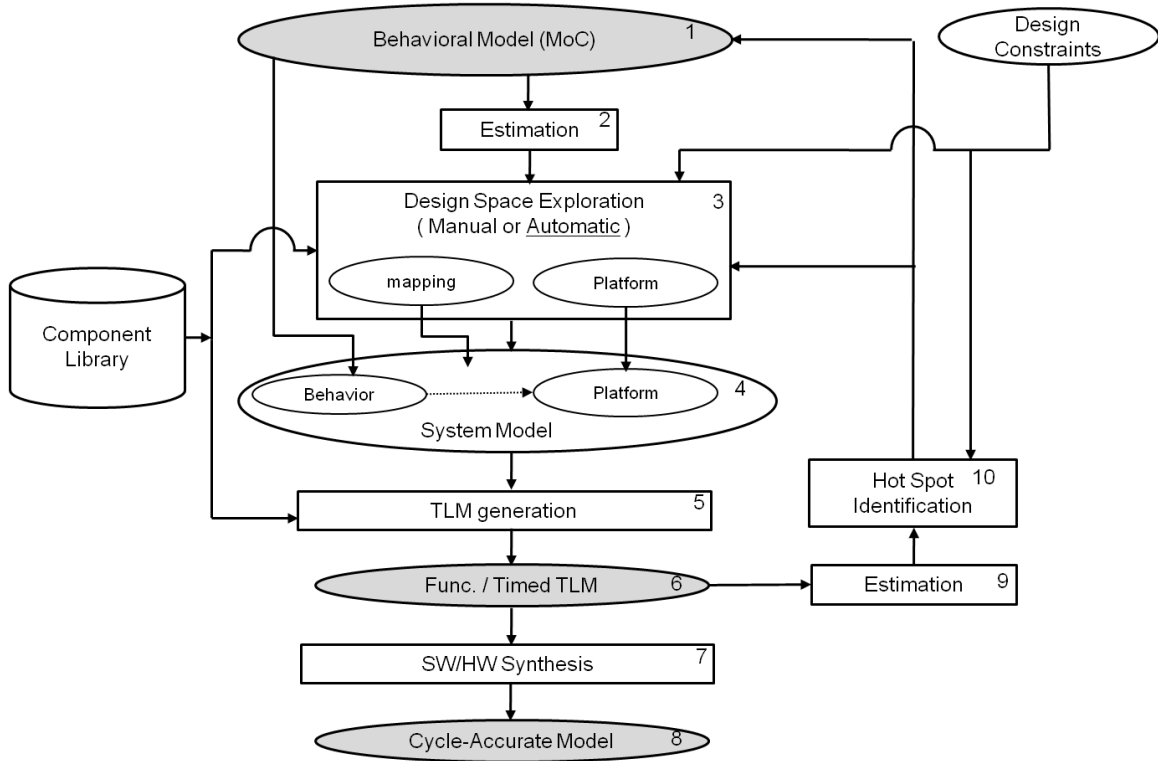 Behavioral Model (MoC)
1
Design
Constraints
Estimation
2
Design Space Exploration
( Manual or Automatic )
3
mapping
Platform
Component
Library
Behavior
Platform
4
System Model
Hot Spot
Identification
10
TLM generation
5
Func. / Timed TLM
6
Estimation
9
SW/HW Synthesis
7
Cycle-Accurate Model
8